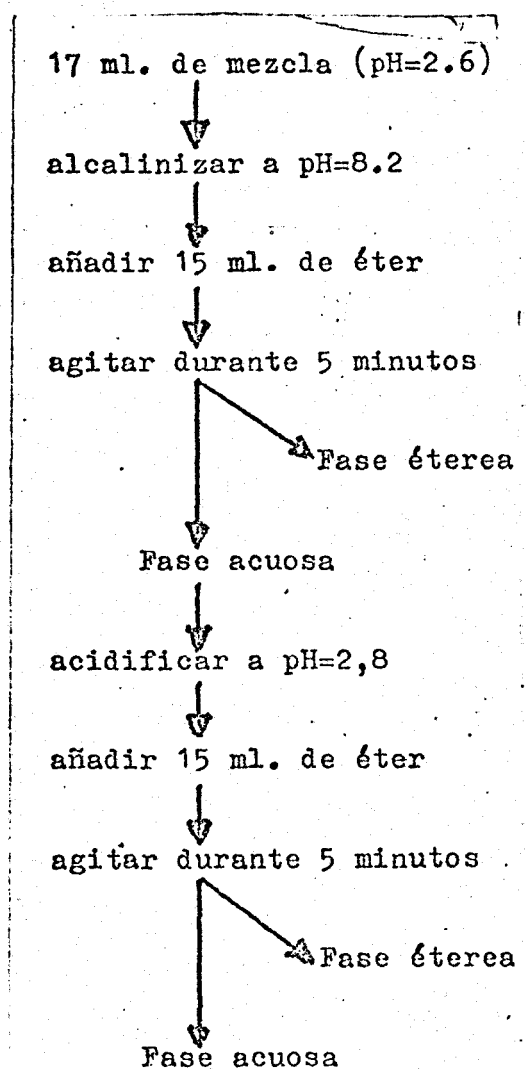 17 ml. de mezcla (pH=2.6)
alcalinizar a pH=8.2
añadir 15 ml. de éter
agitar durante 5 minutos
Fase éterea
Fase acuosa
acidificar a pH=2,8
añadir 15 ml. de éter
agitar durante 5 minutos
Fase éterea
Fase acuosa